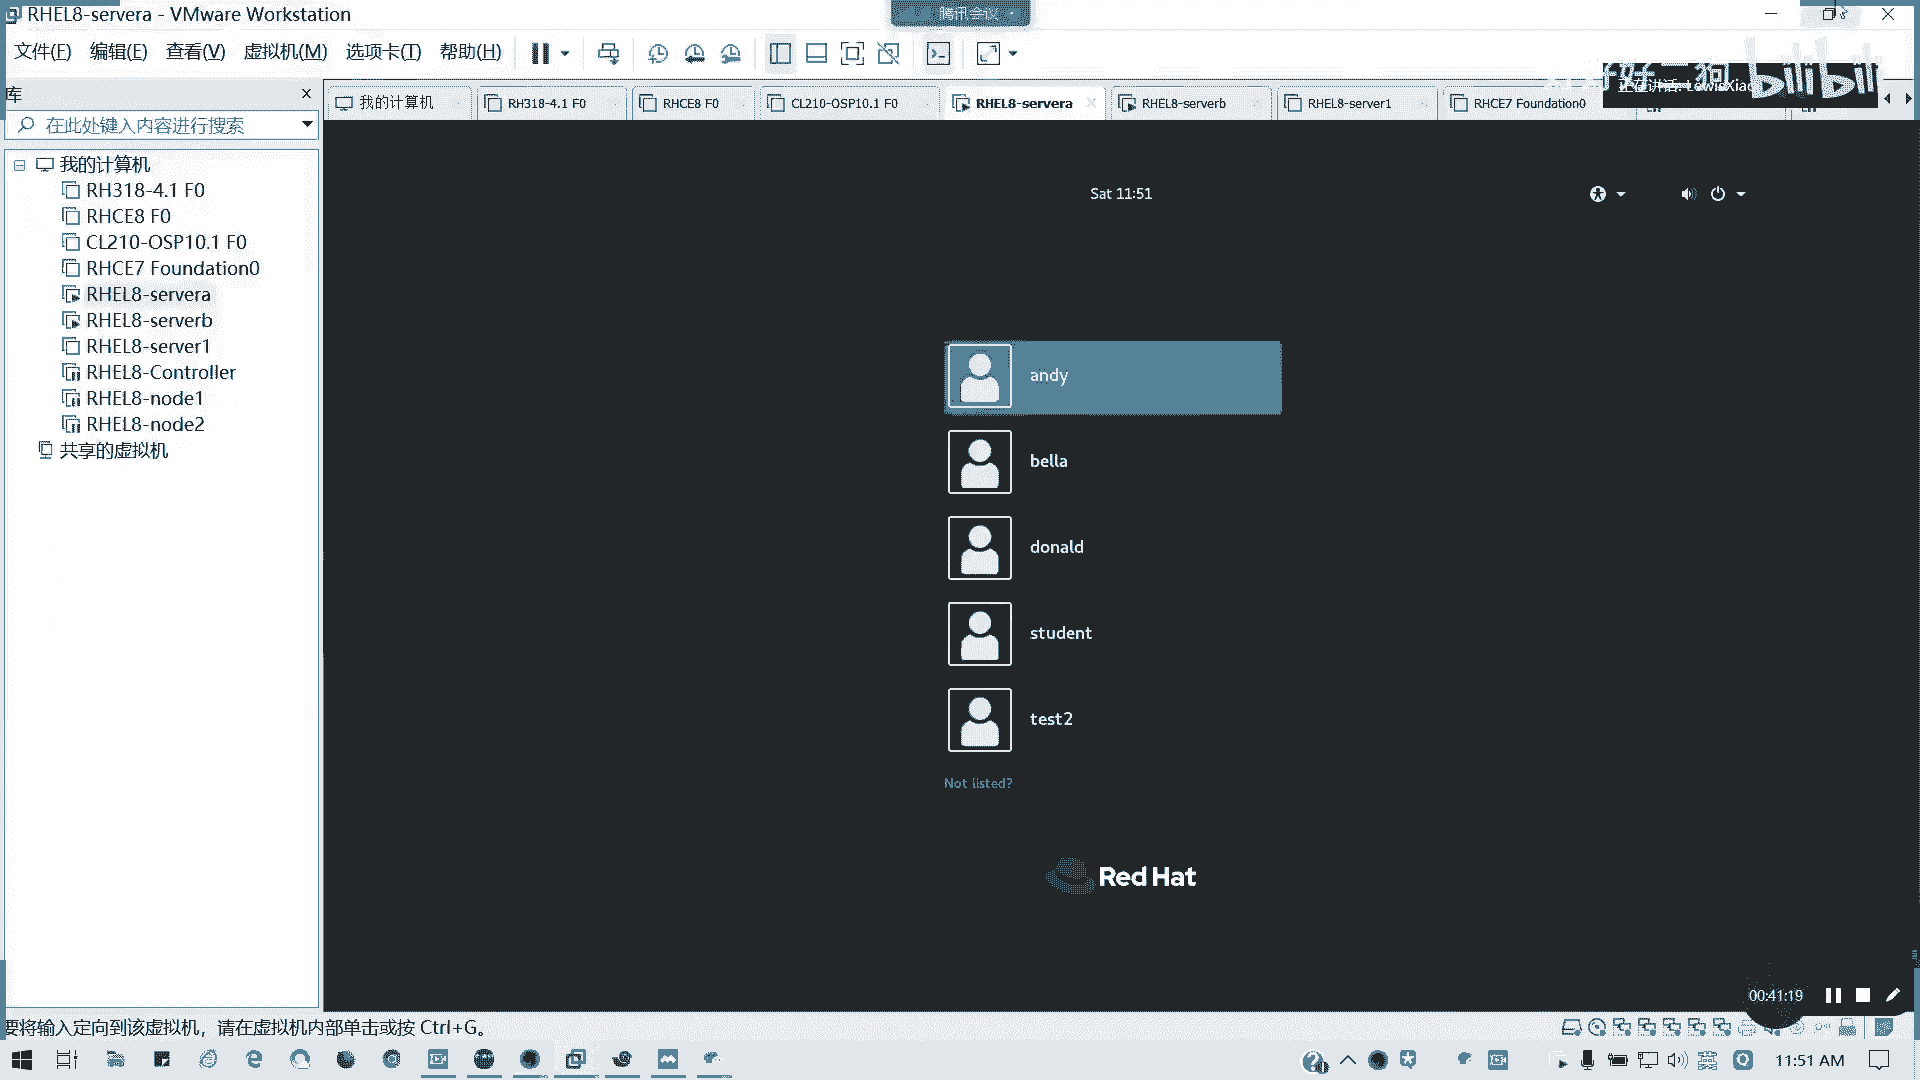 RHEL8-servera - VMware Workstation
腾讯会议
文件(F) 编辑(E) 查看(V) 虚拟机(M) 选项卡(T) 帮助(H)
bilibili
正在讲话:
库
我的计算机 RH318-4.1 F0 RHCE8 F0 CL210-OSP10.1 F0 RHEL8-servera RHEL8-serverb RHEL8-server1 RHCE7 Foundation0
在此处键入内容进行搜索
我的计算机
RH318-4.1 F0
RHCE8 F0
CL210-OSP10.1 F0
RHCE7 Foundation0
RHEL8-servera
RHEL8-serverb
RHEL8-server1
RHEL8-Controller
RHEL8-node1
RHEL8-node2
共享的虚拟机
Sat 11:51
andy
bella
donald
student
test2
Not listed?
Red Hat
00:41:19
要将输入定向到该虚拟机，请在虚拟机内部单击或按 Ctrl+G。
英
11:51 AM